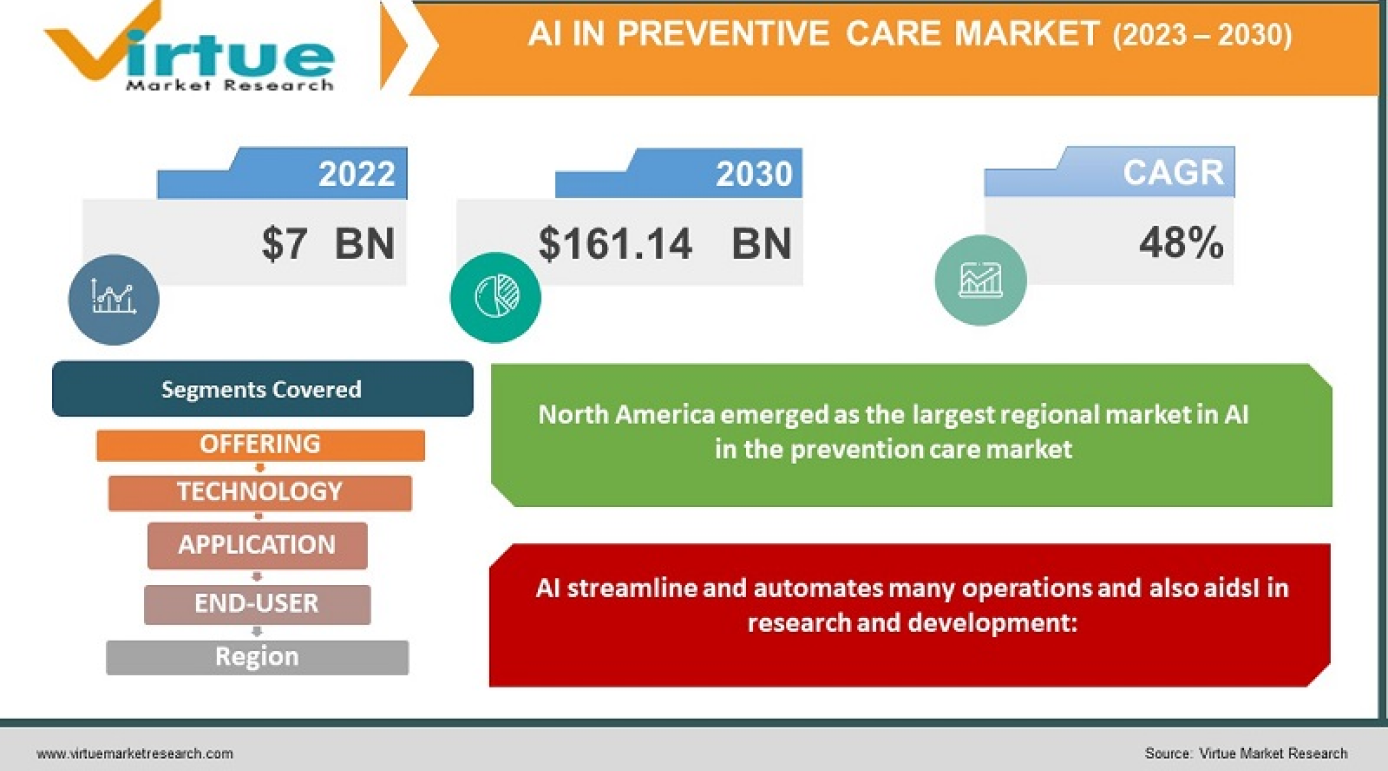 Virtue
Market Research
AI IN PREVENTIVE CARE MARKET (2023 – 2030)
2022
$7 BN
2030
$161.14 BN
CAGR
48%
Segments Covered
OFFERING
TECHNOLOGY
APPLICATION
END-USER
Region
North America emerged as the largest regional market in AI
in the prevention care market
AI streamline and automates many operations and also aidsI in
research and development:
www.virtuemarketresearch.com
Source: Virtue Market Research